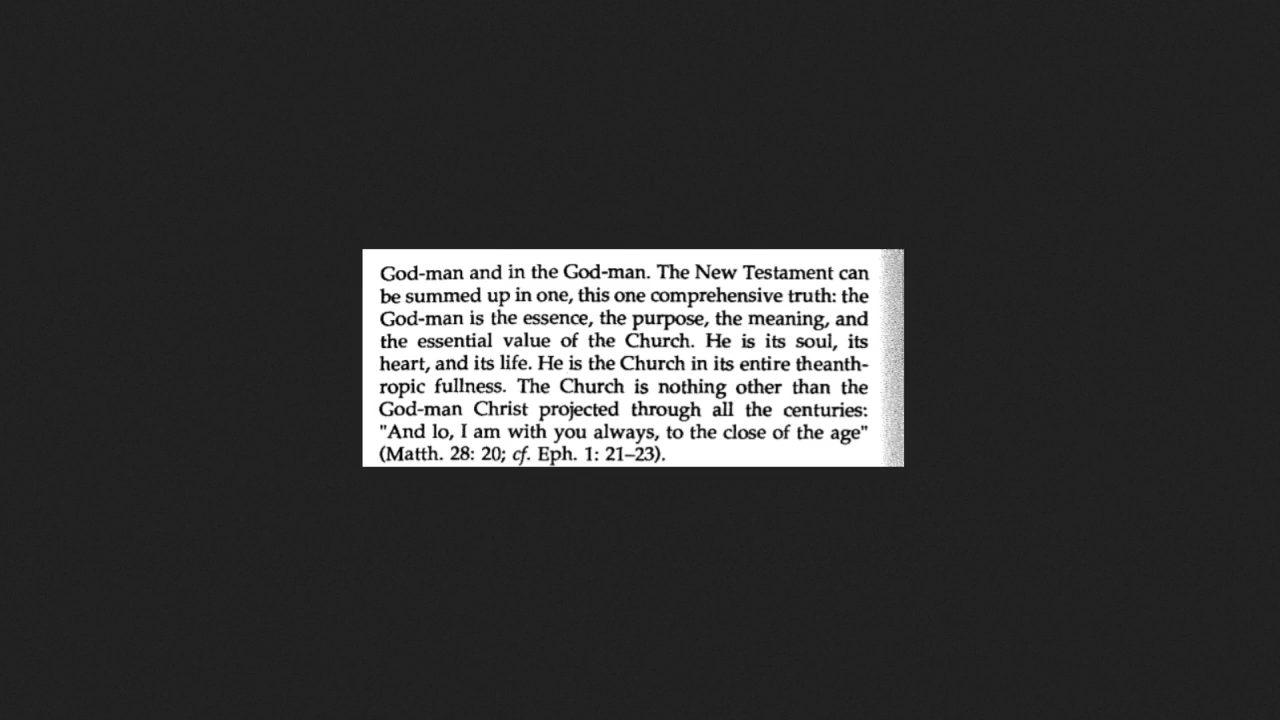 God-man and in the God-man. The New Testament can
be summed up in one, this one comprehensive truth: the
God-man is the essence, the purpose, the meaning, and
the essential value of the Church. He is its soul, its
heart, and its life. He is the Church in its entire theanth-
ropic fullness. The Church is nothing other than the
God-man Christ projected through all the centuries:
"And lo, I am with you always, to the close of the age"
(Matth. 28: 20; cf. Eph. 1: 21–23).